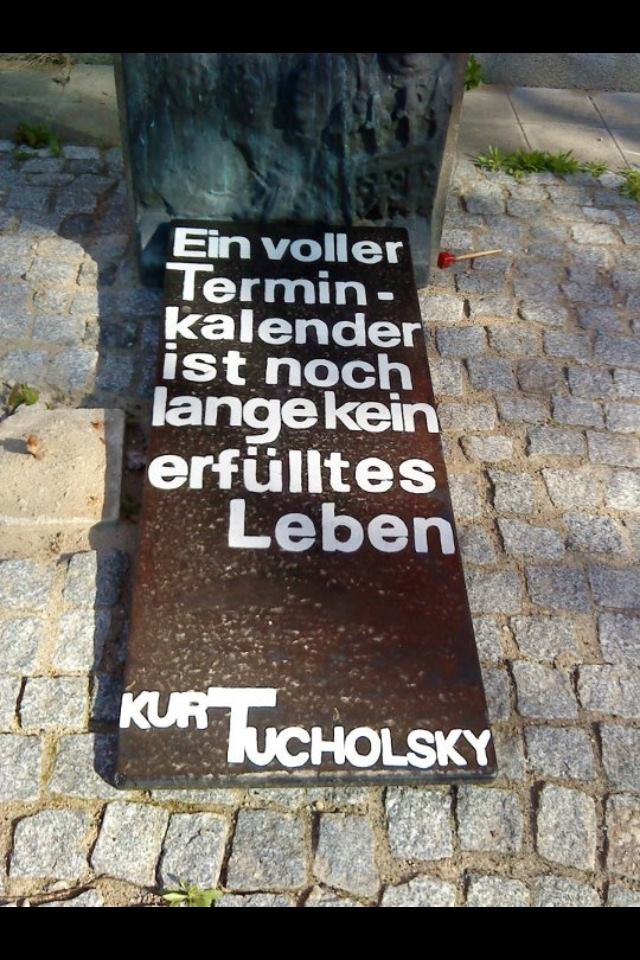 Ein voller
Termin-
kalender
ist noch
lange kein
erfülltes
Leben
KURT TUCHOLSKY